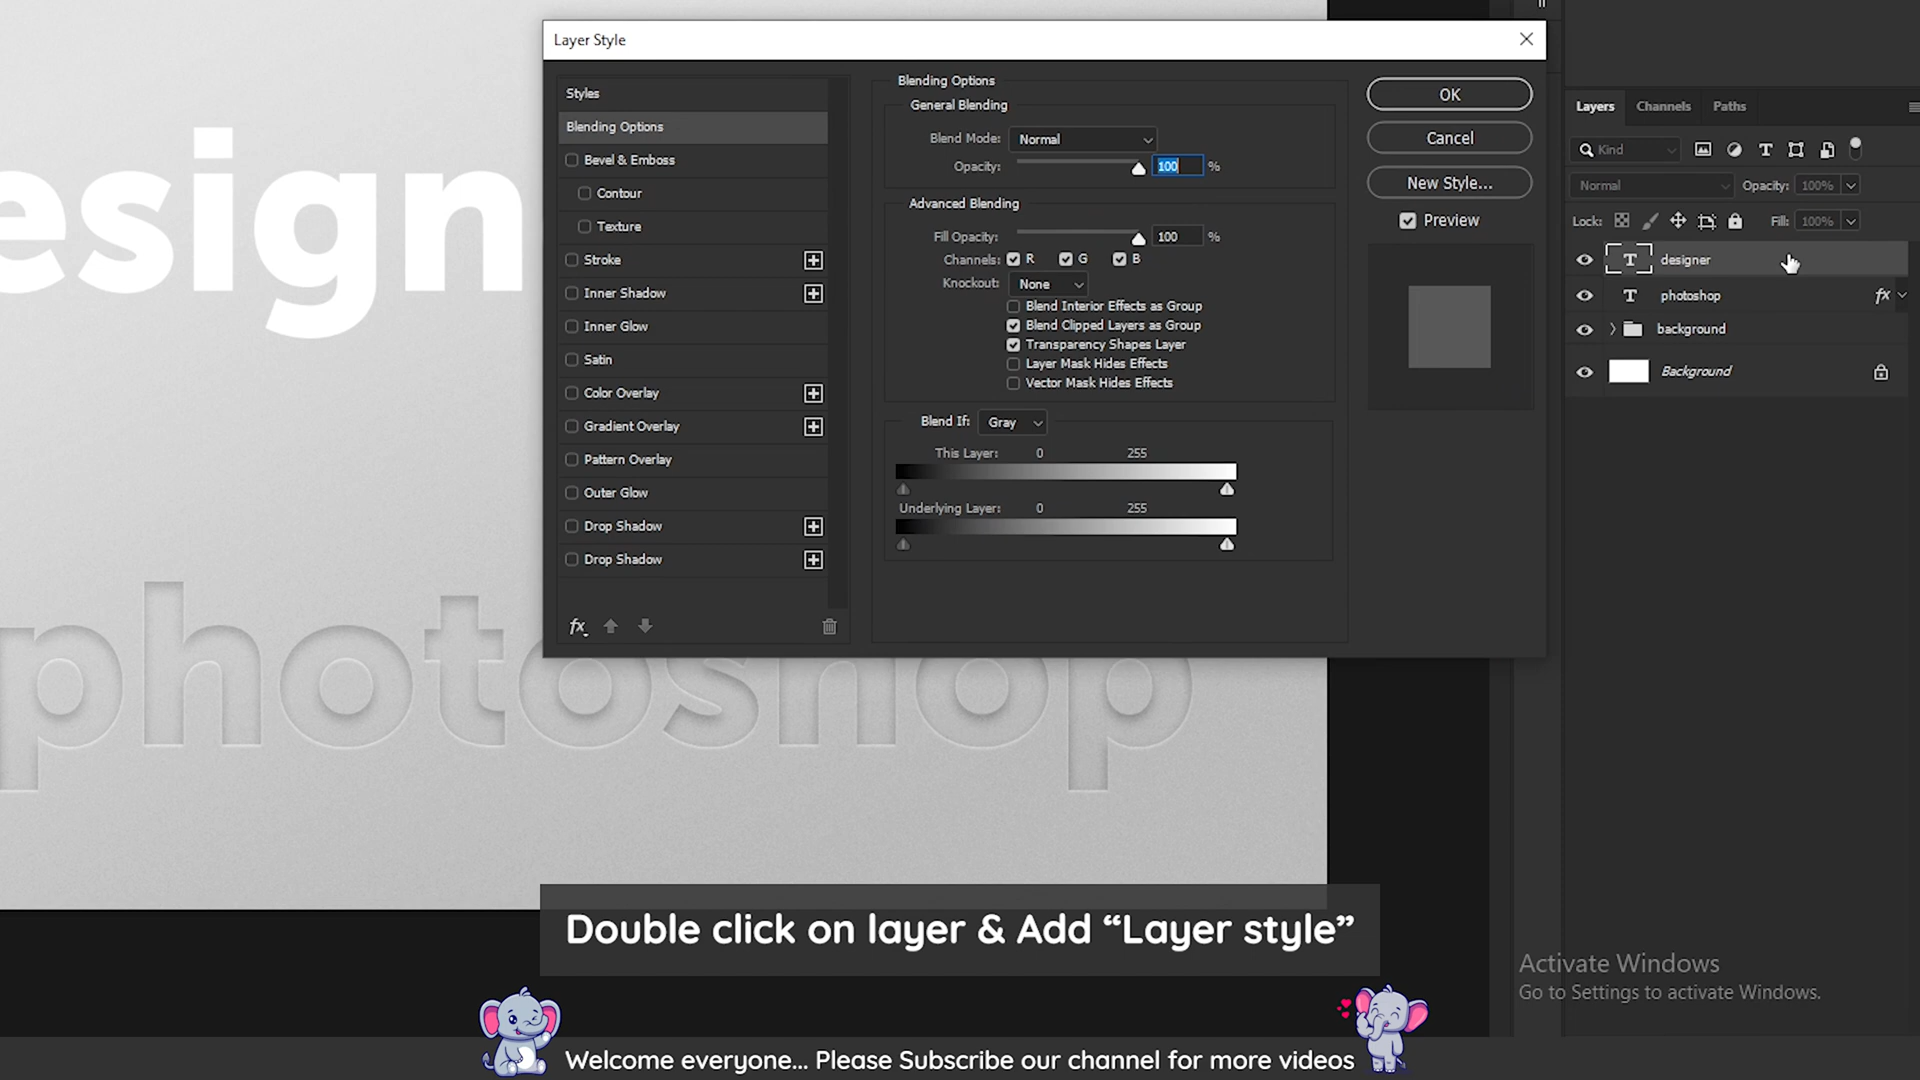 Layer Style
Styles
Blending Options
Bevel & Emboss
Contour
Texture
Stroke
Inner Shadow
Inner Glow
Satin
Color Overlay
Gradient Overlay
Pattern Overlay
Outer Glow
Drop Shadow
Drop Shadow
fx
Blending Options
General Blending
Blend Mode: Normal
Opacity: 100 %
Advanced Blending
Fill Opacity: 100 %
Channels: R G B
Knockout: None
Blend Interior Effects as Group
Blend Clipped Layers as Group
Transparency Shapes Layer
Layer Mask Hides Effects
Vector Mask Hides Effects
Blend If: Gray
This Layer: 0 255
Underlying Layer: 0 255
OK
Cancel
New Style...
Preview
Layers Channels Paths
Kind
Normal Opacity: 100%
Lock: Fill: 100%
T designer
T photoshop fx
background
Background
esign
photoshop
Double click on layer & Add “Layer style”
Activate Windows
Go to Settings to activate Windows.
Welcome everyone... Please Subscribe our channel for more videos